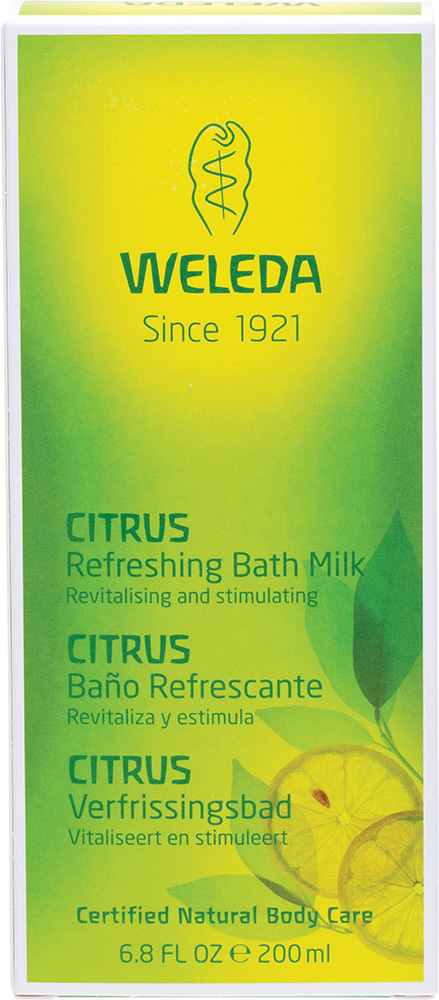 WELEDA
Since 1921
CITRUS
Refreshing Bath Milk
Revitalising and stimulating
CITRUS
Baño Refrescante
Revitaliza y estimula
CITRUS
Verfrissingsbad
Vitaliseert en stimuleert
Certified Natural Body Care
6.8 FL OZ ℮ 200 ml